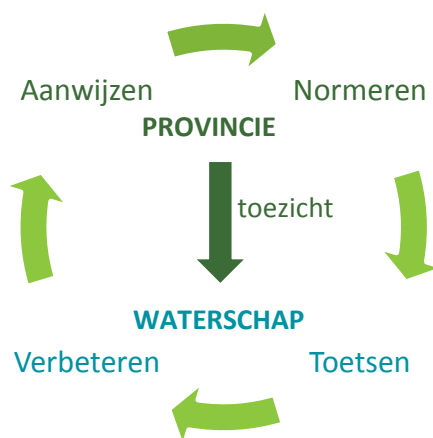 Aanwijzen Normeren
PROVINCIE
toezicht
WATERSCHAP
Verbeteren Toetsen